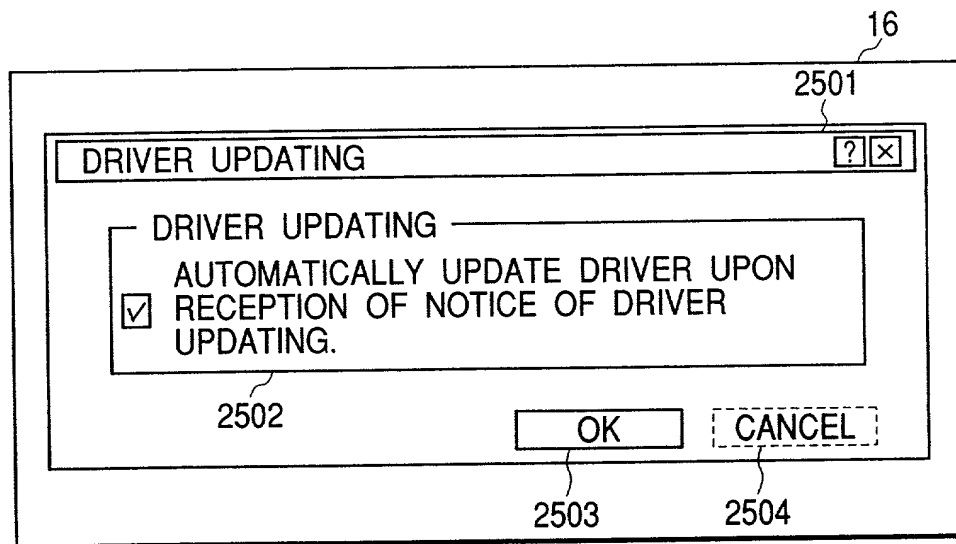 16
2501
DRIVER UPDATING ? ×
DRIVER UPDATING
AUTOMATICALLY UPDATE DRIVER UPON
RECEPTION OF NOTICE OF DRIVER
UPDATING.
2502
OK CANCEL
2503 2504